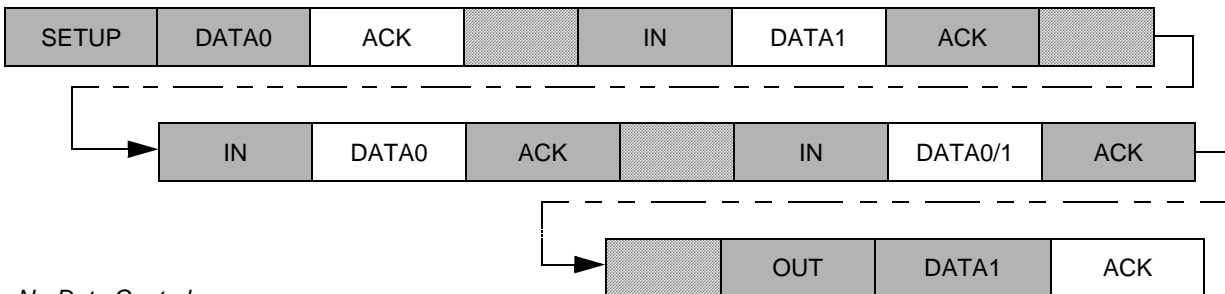 SETUP DATA0 ACK IN DATA1 ACK
IN DATA0 ACK IN DATA0/1 ACK
OUT DATA1 ACK